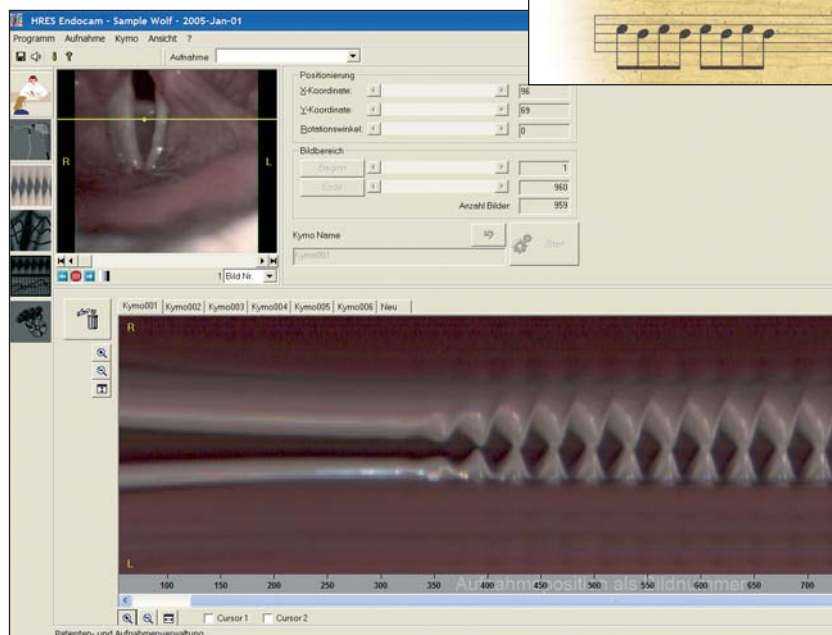 HRES Endocam - Sample Wolf - 2005-Jan-01
Programm Aufnahme Kymo Ansicht ?
Aufnahme
R L
1 Bild Nr.
Positionierung
X-Koordinate: 96
Y-Koordinate: 69
Rotationswinkel: 0
Bildbereich
Beginn 1
Ende 960
Anzahl Bilder: 959
Kymo Name
Kymo001
Start
Kymo001 Kymo002 Kymo003 Kymo004 Kymo005 Kymo006 Neu
R
L
100 150 200 250 300 350 400 450 500 550 600 650 700
Aufnahmeposition als Bildnummer
Cursor 1 Cursor 2
Patienten- und Aufnahmenverwaltung